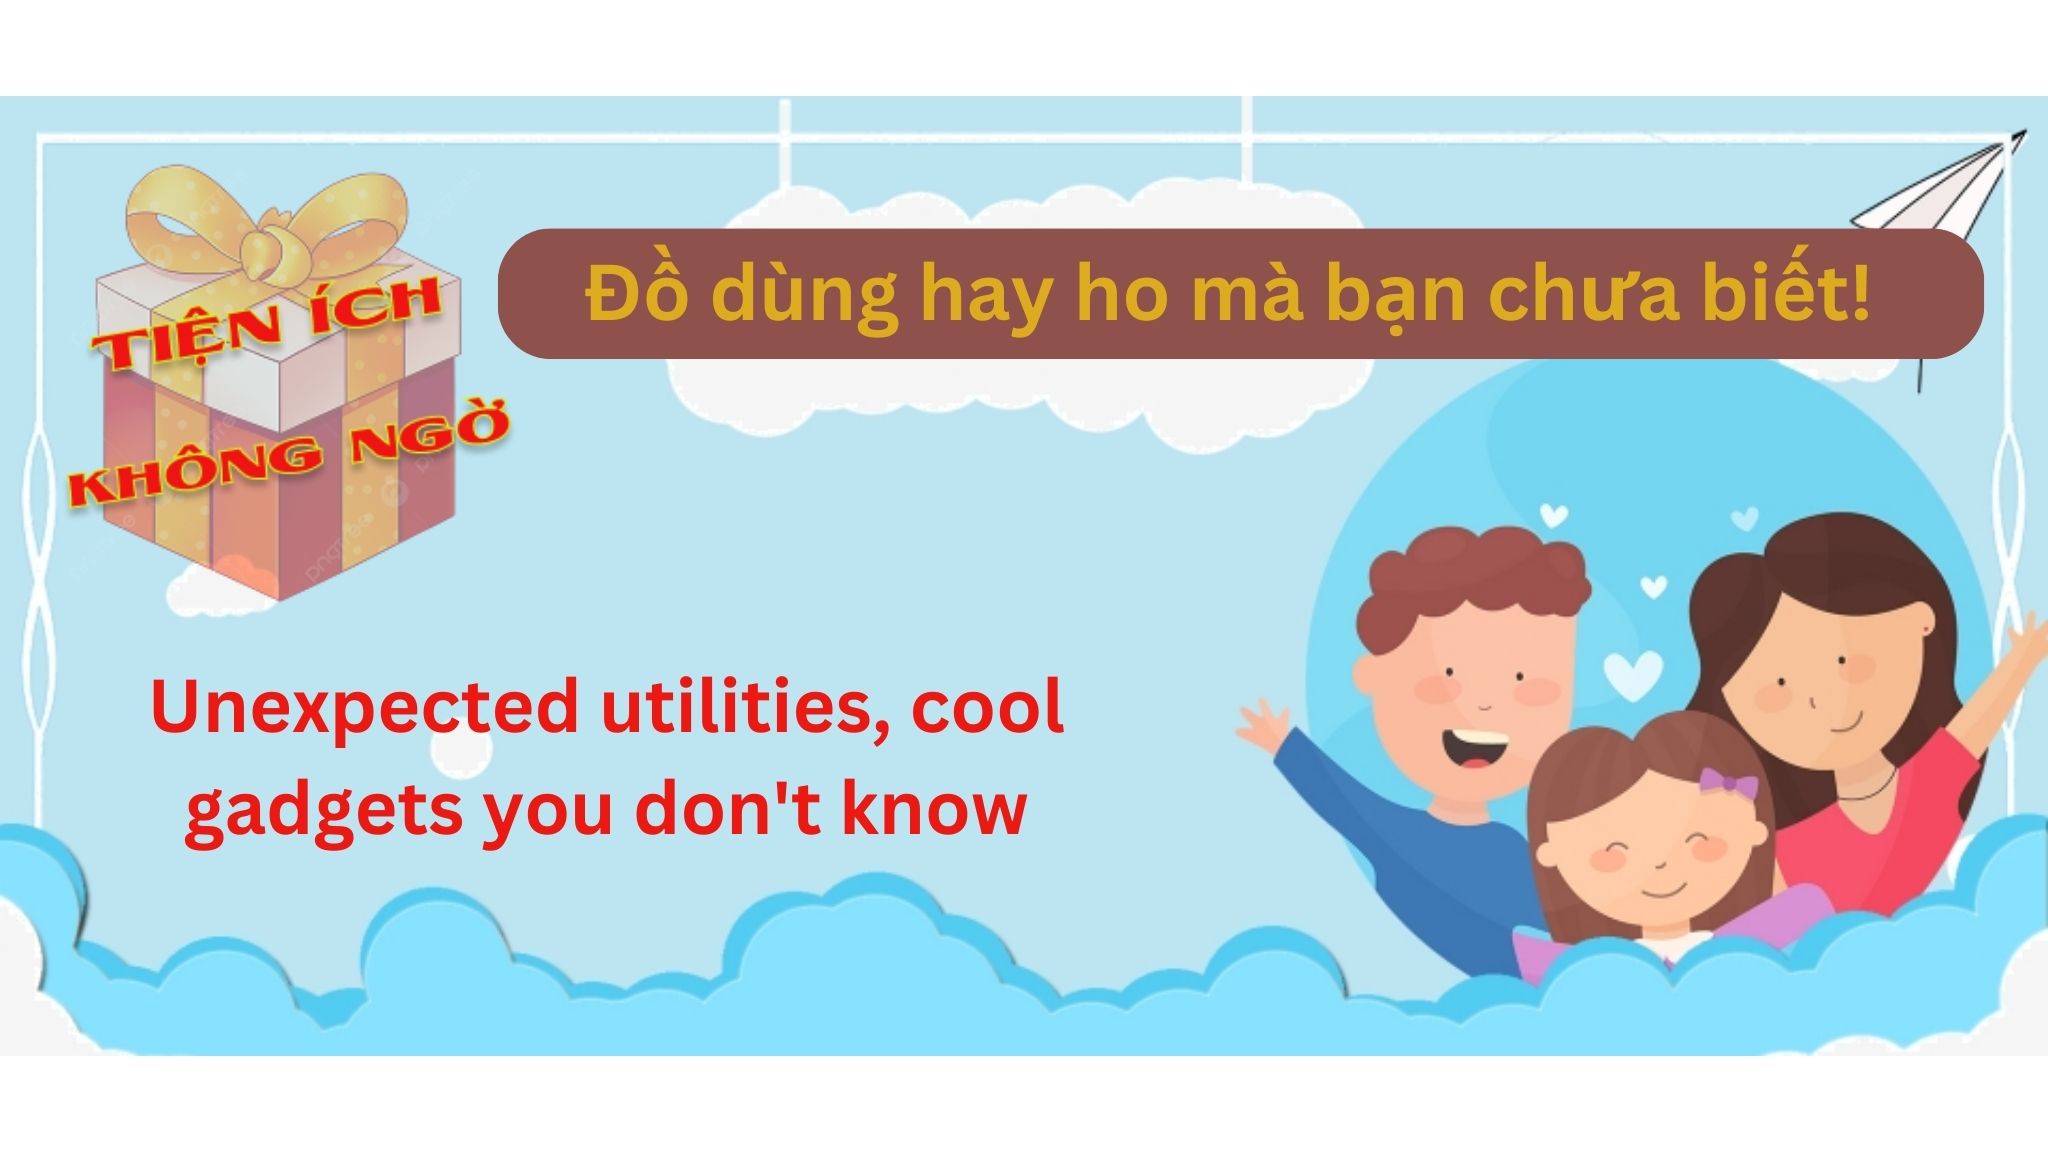 TIỆN ÍCH
KHÔNG NGỜ
Đồ dùng hay ho mà bạn chưa biết!
Unexpected utilities, cool
gadgets you don't know